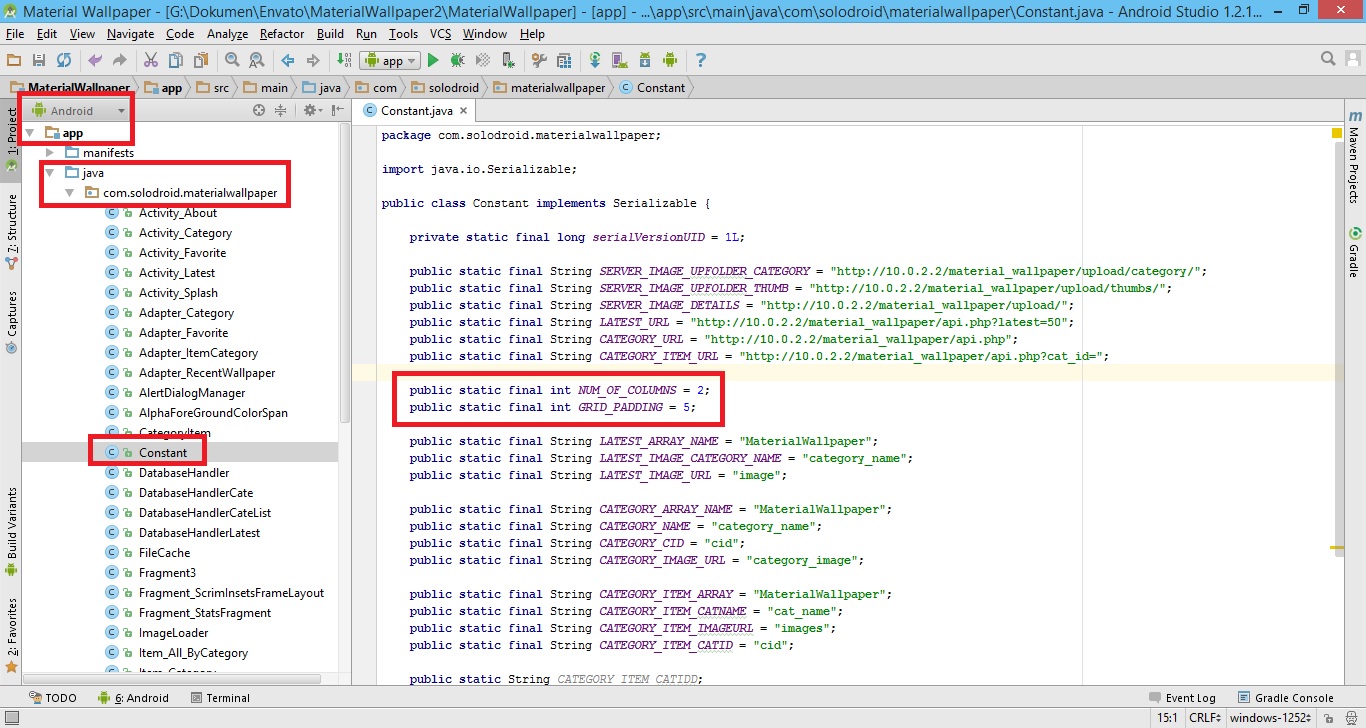 Material Wallpaper - [G:\Dokumen\Envato\MaterialWallpaper2\MaterialWallpaper] - [app] - ...\app\src\main\java\com\solodroid\materialwallpaper\Constant.java - Android Studio 1.2.1...
File Edit View Navigate Code Analyze Refactor Build Run Tools VCS Window Help
app
MaterialWallpaper app src main java com solodroid materialwallpaper Constant
Android
Constant.java
1: Project
7: Structure
Captures
Build Variants
2: Favorites
app
manifests
java
com.solodroid.materialwallpaper
Activity_About
Activity_Category
Activity_Favorite
Activity_Latest
Activity_Splash
Adapter_Category
Adapter_Favorite
Adapter_ItemCategory
Adapter_RecentWallpaper
AlertDialogManager
AlphaForeGroundColorSpan
CategoryItem
Constant
DatabaseHandler
DatabaseHandlerCate
DatabaseHandlerCateList
DatabaseHandlerLatest
FileCache
Fragment3
Fragment_ScrimInsetsFrameLayout
Fragment_StatsFragment
ImageLoader
Item_All_ByCategory
Item_Category
package com.solodroid.materialwallpaper;
import java.io.Serializable;
public class Constant implements Serializable {
private static final long serialVersionUID = 1L;
public static final String SERVER_IMAGE_UPFOLDER_CATEGORY = "http://10.0.2.2/material_wallpaper/upload/category/";
public static final String SERVER_IMAGE_UPFOLDER_THUMB = "http://10.0.2.2/material_wallpaper/upload/thumbs/";
public static final String SERVER_IMAGE_DETAILS = "http://10.0.2.2/material_wallpaper/upload/";
public static final String LATEST_URL = "http://10.0.2.2/material_wallpaper/api.php?latest=50";
public static final String CATEGORY_URL = "http://10.0.2.2/material_wallpaper/api.php";
public static final String CATEGORY_ITEM_URL = "http://10.0.2.2/material_wallpaper/api.php?cat_id=";
public static final int NUM_OF_COLUMNS = 2;
public static final int GRID_PADDING = 5;
public static final String LATEST_ARRAY_NAME = "MaterialWallpaper";
public static final String LATEST_IMAGE_CATEGORY_NAME = "category_name";
public static final String LATEST_IMAGE_URL = "image";
public static final String CATEGORY_ARRAY_NAME = "MaterialWallpaper";
public static final String CATEGORY_NAME = "category_name";
public static final String CATEGORY_CID = "cid";
public static final String CATEGORY_IMAGE_URL = "category_image";
public static final String CATEGORY_ITEM_ARRAY = "MaterialWallpaper";
public static final String CATEGORY_ITEM_CATNAME = "cat_name";
public static final String CATEGORY_ITEM_IMAGEURL = "images";
public static final String CATEGORY_ITEM_CATID = "cid";
public static String CATEGORY_ITEM_CATIDD;
Maven Projects
Gradle
TODO 6: Android Terminal Event Log Gradle Console
15:1 CRLF windows-1252